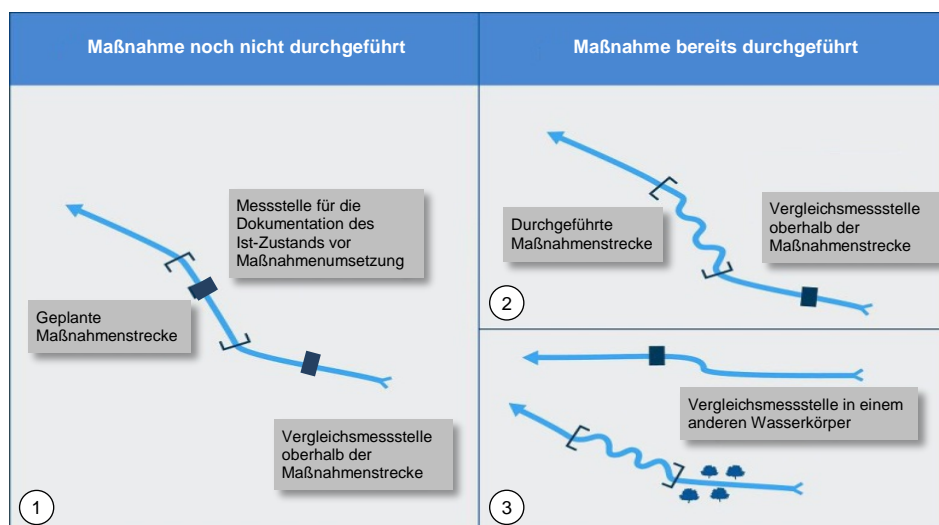 Maßnahme noch nicht durchgeführt
Maßnahme bereits durchgeführt
Messstelle für die
Dokumentation des
Ist-Zustands vor
Maßnahmenumsetzung
Geplante
Maßnahmenstrecke
Vergleichsmessstelle
oberhalb der
Maßnahmenstrecke
1
Durchgeführte
Maßnahmenstrecke
Vergleichsmessstelle
oberhalb der
Maßnahmenstrecke
2
Vergleichsmessstelle in einem
anderen Wasserkörper
3